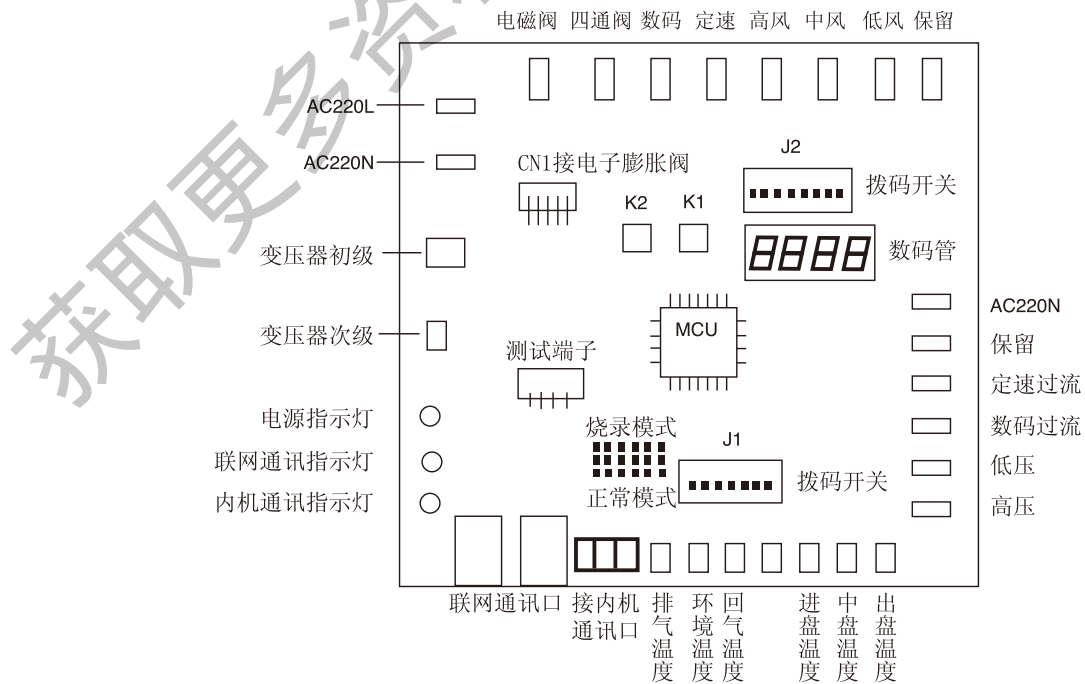 电磁阀 四通阀 数码 定速 高风 中风 低风 保留
AC220L
AC220N
CN1接电子膨胀阀
J2
拨码开关
K2 K1
8888
数码管
变压器初级
AC220N
变压器次级
MCU
保留
测试端子
定速过流
电源指示灯
烧录模式
J1
数码过流
联网通讯指示灯
低压
拨码开关
内机通讯指示灯
正常模式
高压
联网通讯口
接内机
通讯口
排气温度
环境温度
回气温度
进盘温度
中盘温度
出盘温度
获取更多资